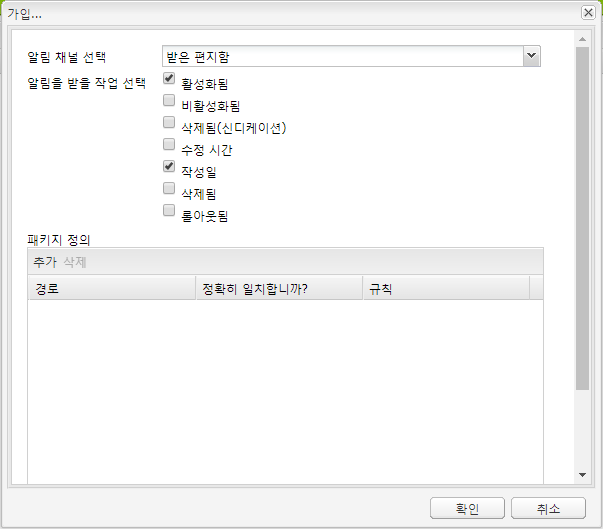 가입...
알림 채널 선택 받은 편지함
알림을 받을 작업 선택 활성화됨
비활성화됨
삭제됨(신디케이션)
수정 시간
작성일
삭제됨
롤아웃됨
패키지 정의
추가 삭제
경로 정확히 일치합니까? 규칙
확인 취소